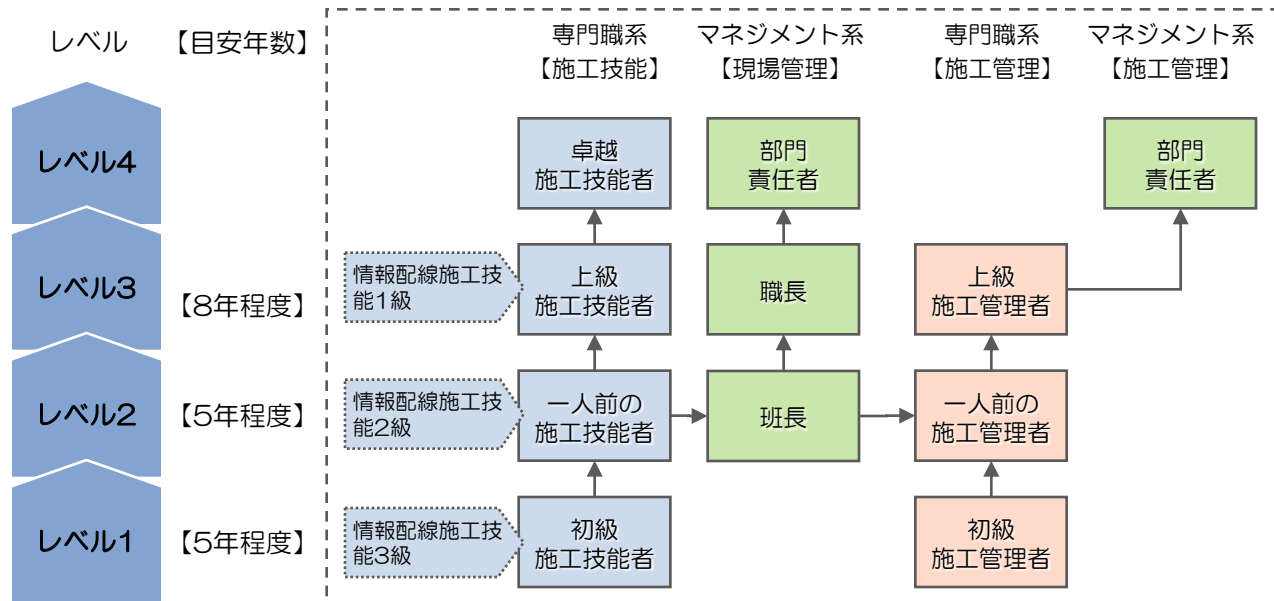 レベル
【目安年数】
専門職系
【施工技能】
マネジメント系
【現場管理】
専門職系
【施工管理】
マネジメント系
【施工管理】
レベル4
卓越
施工技能者
部門
責任者
部門
責任者
レベル3
【8年程度】
情報配線施工技
能1級
上級
施工技能者
職長
上級
施工管理者
レベル2
【5年程度】
情報配線施工技
能2級
一人前の
施工技能者
班長
一人前の
施工管理者
レベル1
【5年程度】
情報配線施工技
能3級
初級
施工技能者
初級
施工管理者